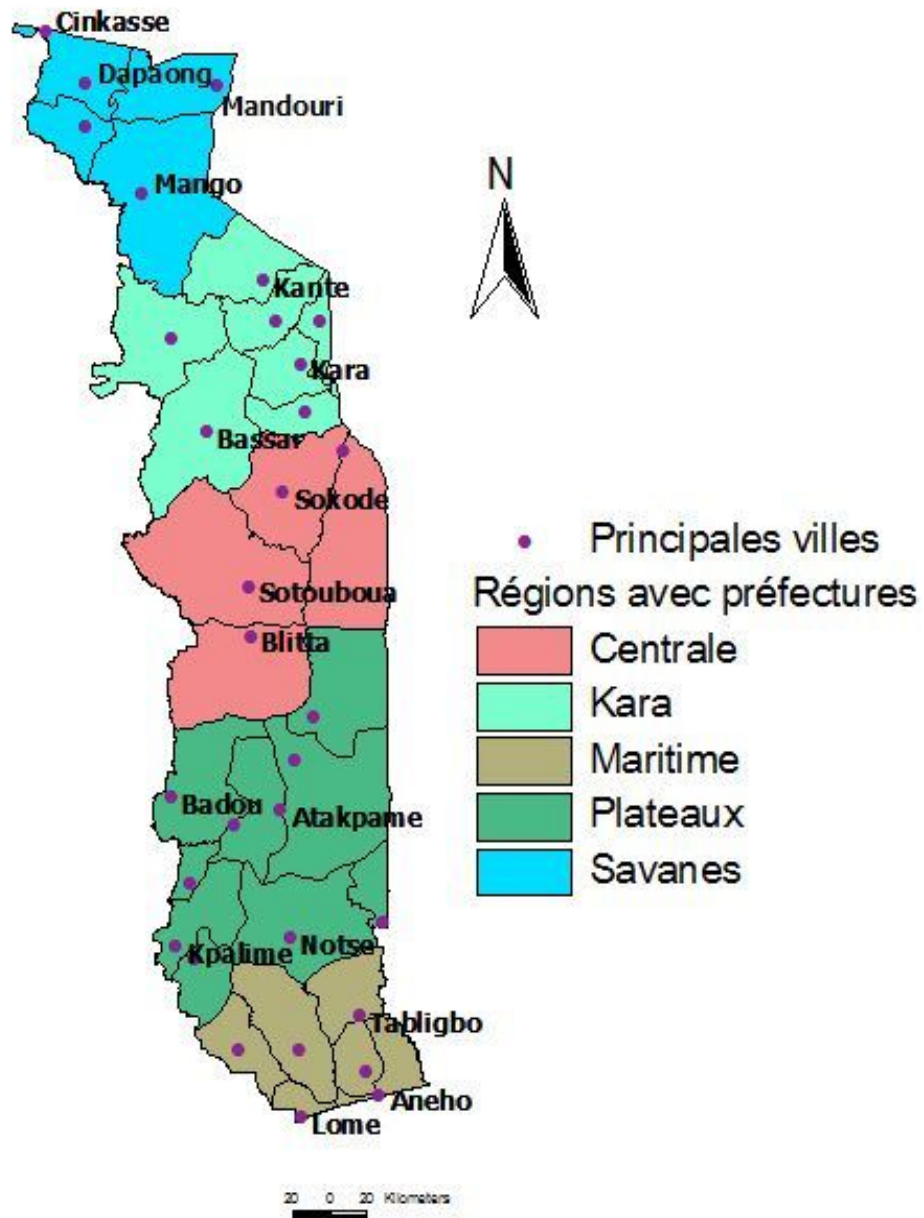 Cinkasse
Dapaong
Mandouri
Mango
N
Kante
Kara
Bassar
Sokode
Principales villes
Sotouboua
Régions avec préfectures
Blitta
Centrale
Kara
Maritime
Badou
Atakpame
Plateaux
Savanes
Kpalime
Notse
Tabligbo
Aneho
Lome
20 0 20 Kilometers